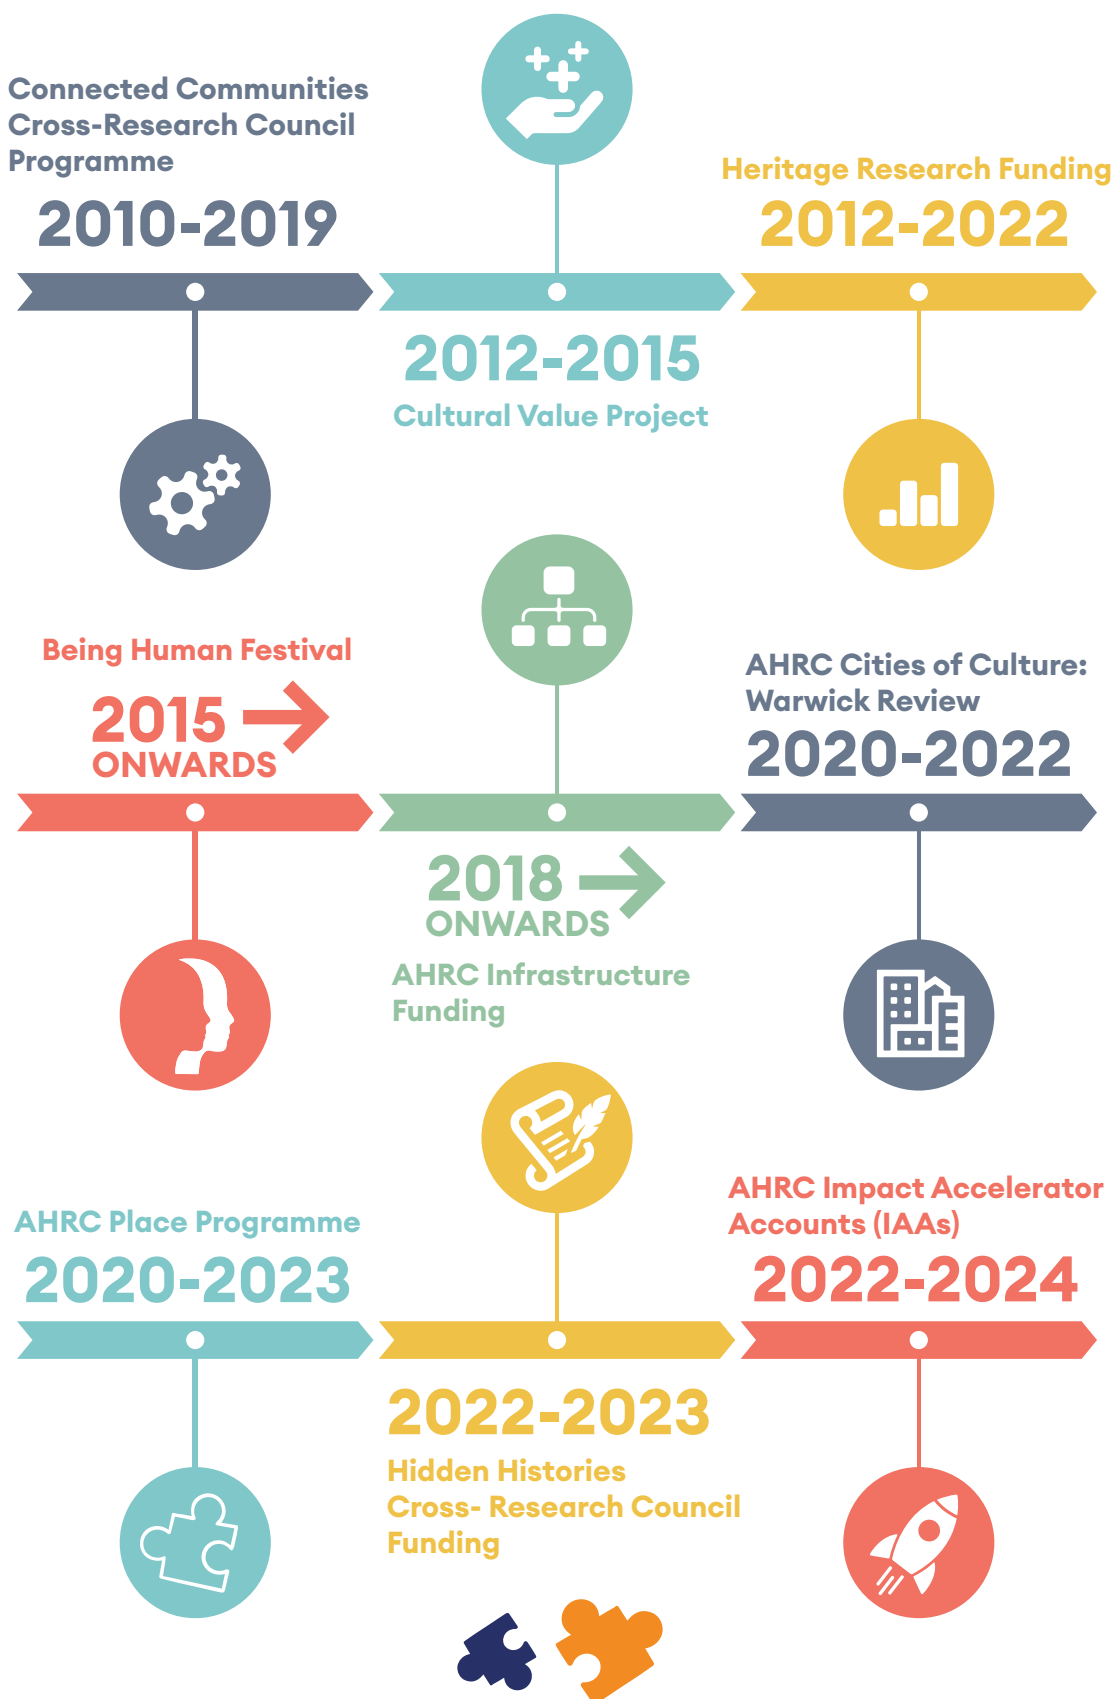 Connected Communities
Cross-Research Council
Programme
2010-2019
2012-2015
Cultural Value Project
Heritage Research Funding
2012-2022
Being Human Festival
2015
ONWARDS
2018
ONWARDS
AHRC Infrastructure
Funding
AHRC Cities of Culture:
Warwick Review
2020-2022
AHRC Place Programme
2020-2023
2022-2023
Hidden Histories
Cross- Research Council
Funding
AHRC Impact Accelerator
Accounts (IAAs)
2022-2024